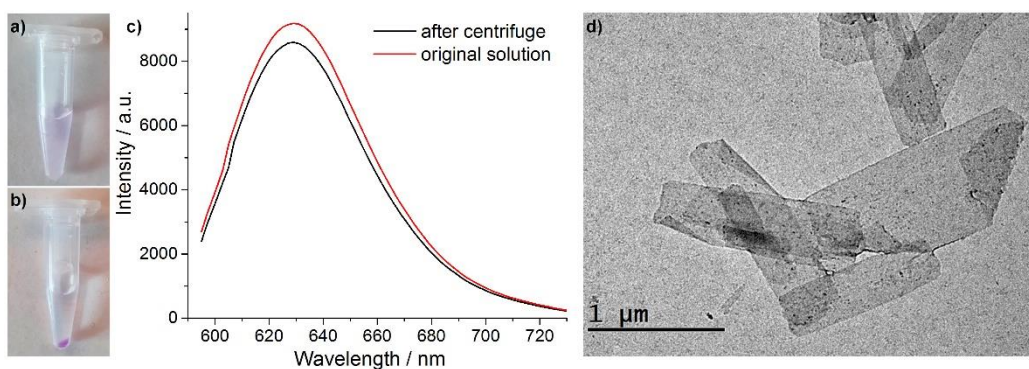 a)
b)
c)
after centrifuge
original solution
Intensity / a.u.
8000
6000
4000
2000
0
600 620 640 660 680 700 720
Wavelength / nm
d)
1 µm